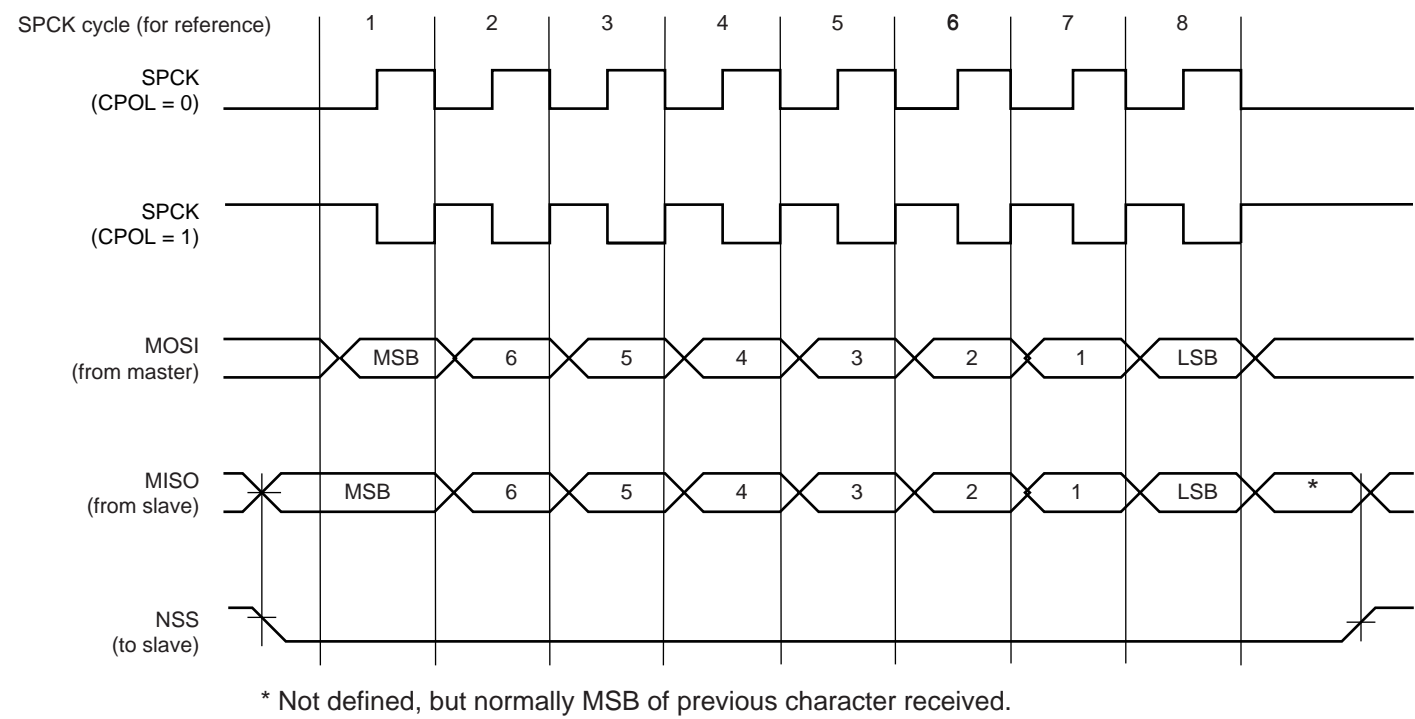 SPCK cycle (for reference) 1 2 3 4 5 6 7 8
SPCK
(CPOL = 0)
SPCK
(CPOL = 1)
MOSI
(from master)
MSB 6 5 4 3 2 1 LSB
MISO
(from slave)
MSB 6 5 4 3 2 1 LSB *
NSS
(to slave)
* Not defined, but normally MSB of previous character received.